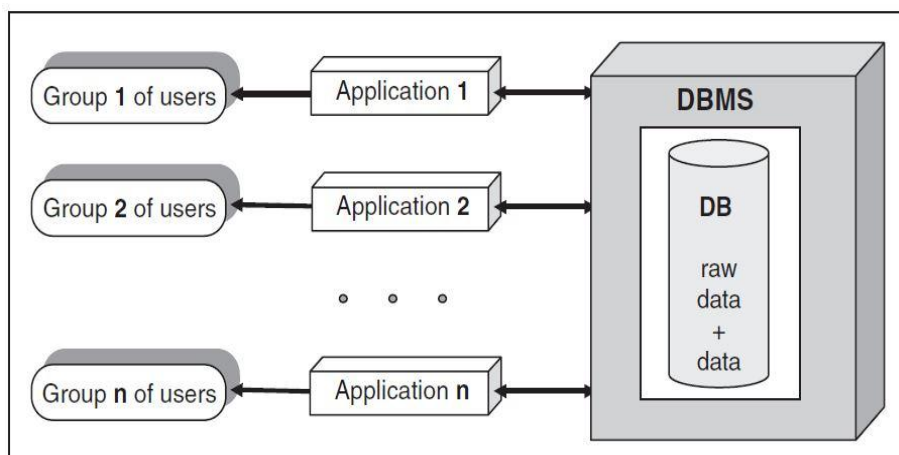 Group 1 of users
Application 1
DBMS
Group 2 of users
Application 2
DB
raw
data
+
data
Group n of users
Application n